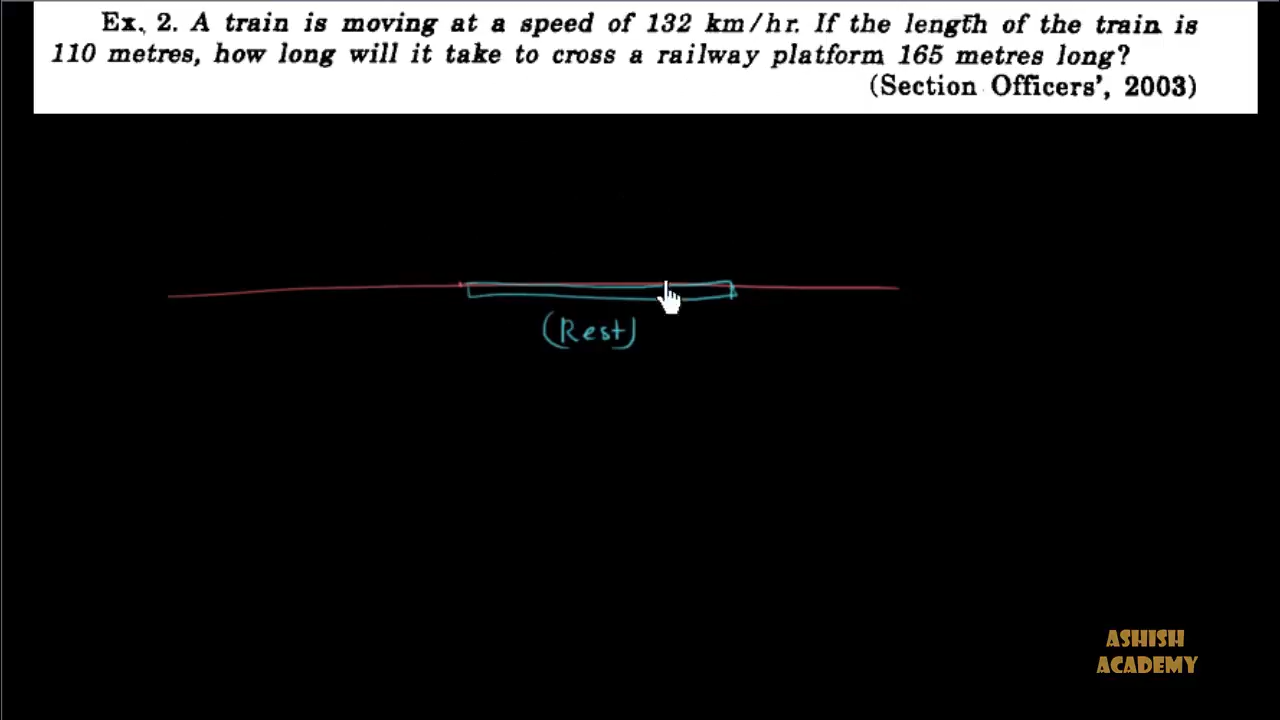 Ex. 2. A train is moving at a speed of 132 km/hr. If the length of the train is
110 metres, how long will it take to cross a railway platform 165 metres long?
(Section Officers', 2003)
(Rest)
ASHISH
ACADEMY